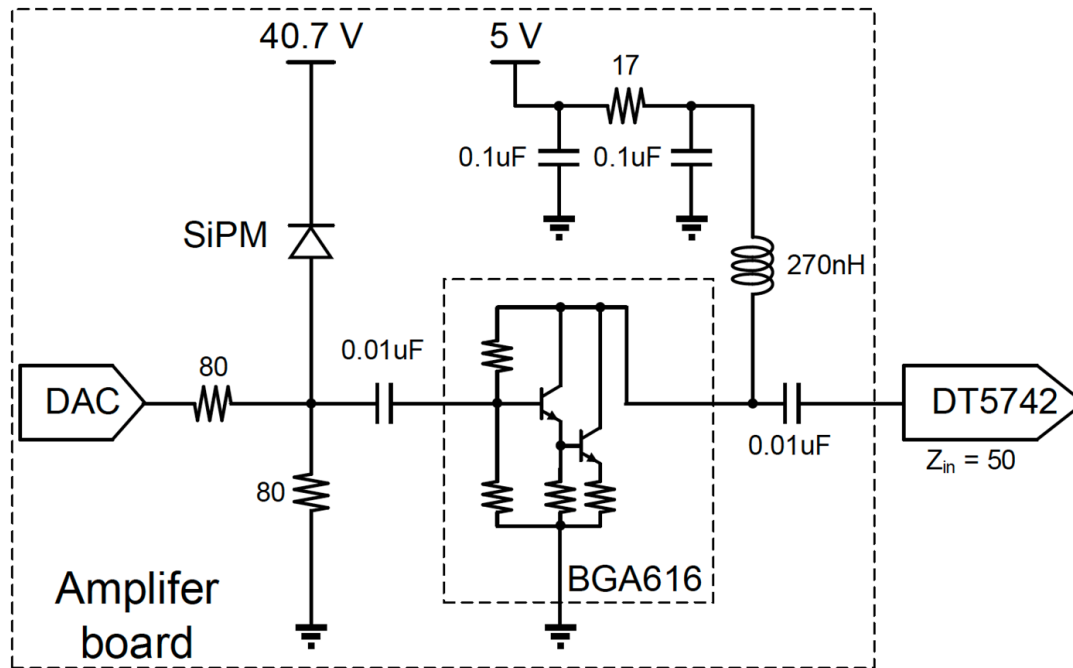 40.7 V
5 V
17
0.1uF
0.1uF
SiPM
270nH
0.01uF
80
DAC
DT5742
0.01uF
Zin = 50
80
BGA616
Amplifer
board